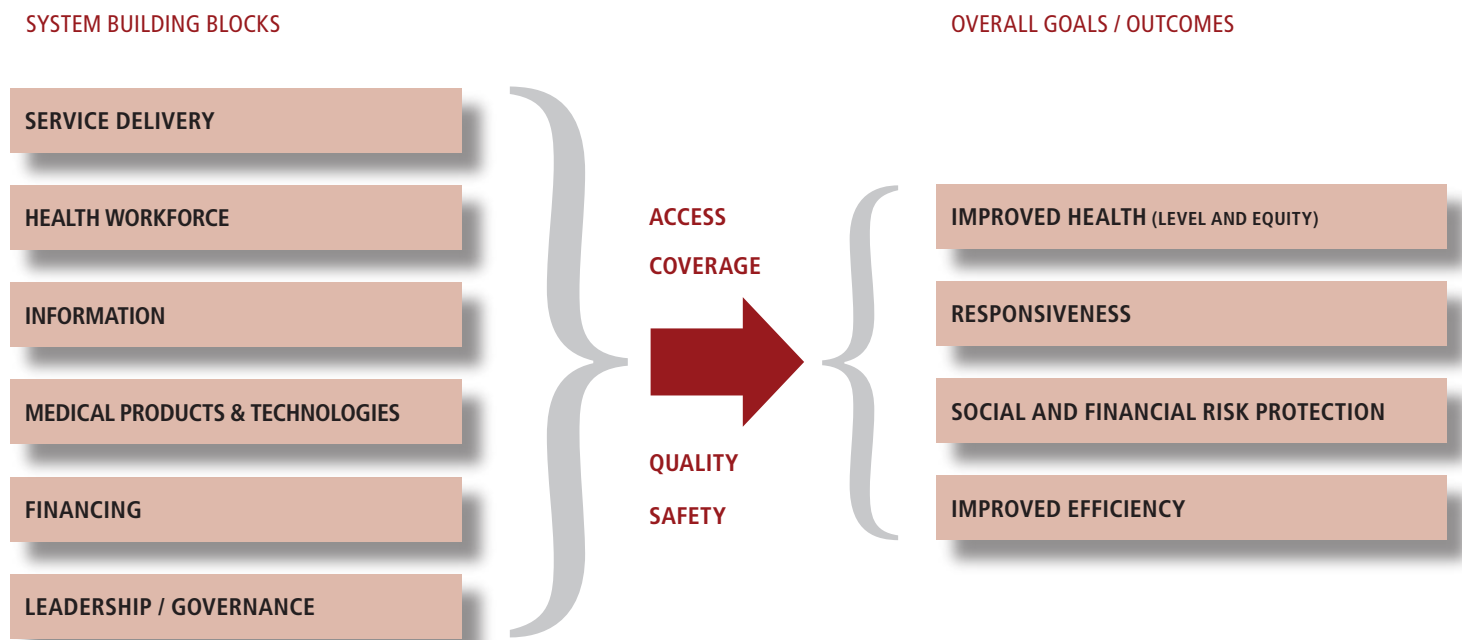 SYSTEM BUILDING BLOCKS
SERVICE DELIVERY
HEALTH WORKFORCE
INFORMATION
MEDICAL PRODUCTS & TECHNOLOGIES
FINANCING
LEADERSHIP / GOVERNANCE
ACCESS
COVERAGE
QUALITY
SAFETY
OVERALL GOALS / OUTCOMES
IMPROVED HEALTH (LEVEL AND EQUITY)
RESPONSIVENESS
SOCIAL AND FINANCIAL RISK PROTECTION
IMPROVED EFFICIENCY